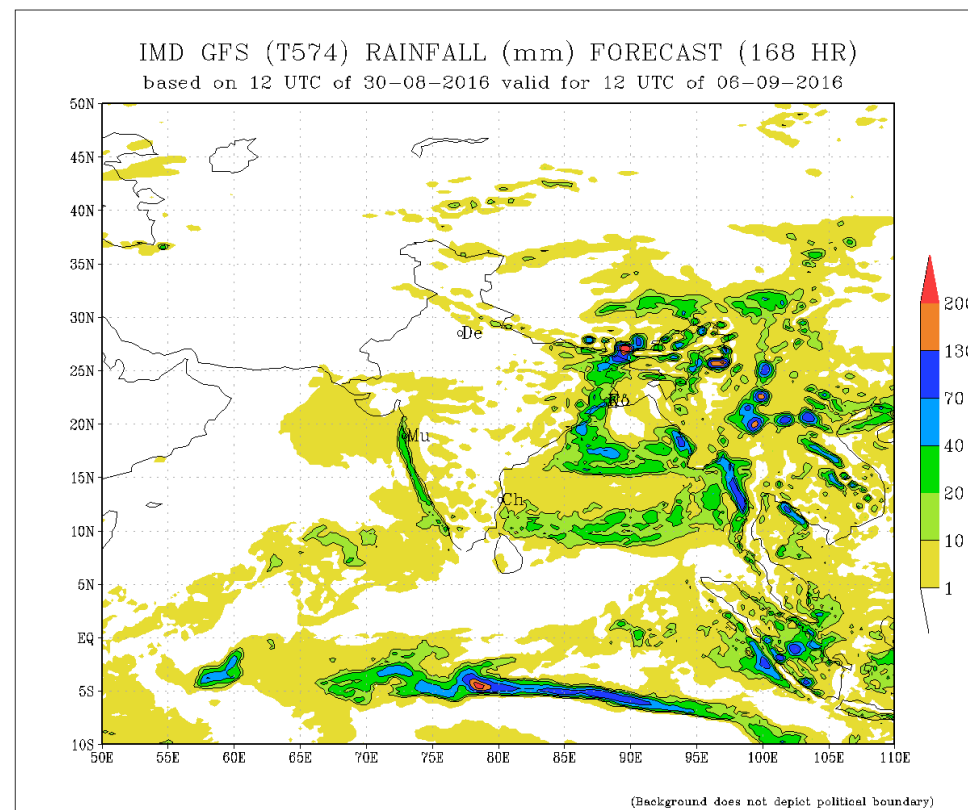 IMD GFS (T574) RAINFALL (mm) FORECAST (168 HR)
based on 12 UTC of 30-08-2016 valid for 12 UTC of 06-09-2016
50N
45N
40N
35N
30N
25N
20N
15N
10N
5N
EQ
5S
10S
50E 55E 60E 65E 70E 75E 80E 85E 90E 95E 100E 105E 110E
De
Mu
Ch
200
130
70
40
20
10
1
(Background does not depict political boundary)